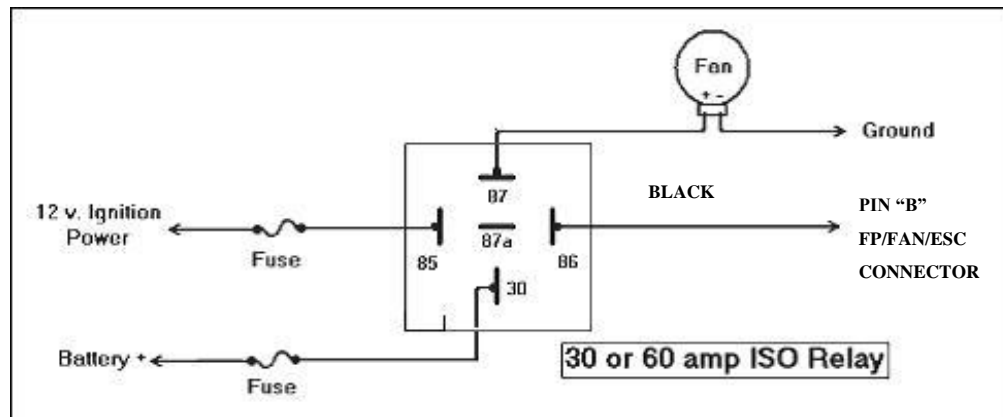 Fan
+ -
Ground
87
BLACK
12 v. Ignition
Power
Fuse
85
87a
86
PIN “B”
FP/FAN/ESC
CONNECTOR
30
Battery +
Fuse
30 or 60 amp ISO Relay